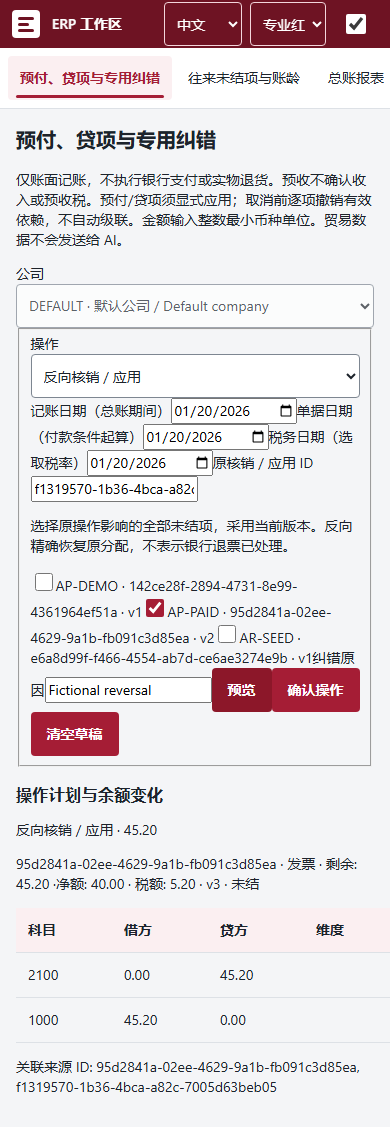 ERP 工作区 中文 专业红
预付、贷项与专用纠错 往来未结项与账龄 总账报表
预付、贷项与专用纠错
仅账面记账，不执行银行支付或实物退货。预收不确认收
入或预收税。预付/贷项须显式应用；取消前逐项撤销有效
依赖，不自动级联。金额输入整数最小币种单位。贸易数
据不会发送给 AI。
公司
DEFAULT · 默认公司 / Default company
操作
反向核销 / 应用
记账日期（总账期间） 01/20/2026 单据日期
（付款条件起算） 01/20/2026 税务日期（选
取税率） 01/20/2026 原核销 / 应用 ID
f1319570-1b36-4bca-a82c
选择原操作影响的全部未结项，采用当前版本。反向
精确恢复原分配，不表示银行退票已处理。
AP-DEMO · 142ce28f-2894-4731-8e99-
4361964ef51a · v1 AP-PAID · 95d2841a-02ee-
4629-9a1b-fb091c3d85ea · v2 AR-SEED ·
e6a8d99f-f466-4554-ab7d-ce6ae3274e9b · v1纠错原
因 Fictional reversal 预览 确认操作
清空草稿
操作计划与余额变化
反向核销 / 应用 · 45.20
95d2841a-02ee-4629-9a1b-fb091c3d85ea · 发票 · 剩余:
45.20 ·净额: 40.00 · 税额: 5.20 · v3 · 未结
科目 借方 贷方 维度
2100 0.00 45.20
1000 45.20 0.00
关联来源 ID: 95d2841a-02ee-4629-9a1b-fb091c3d85ea,
f1319570-1b36-4bca-a82c-7005d63beb05